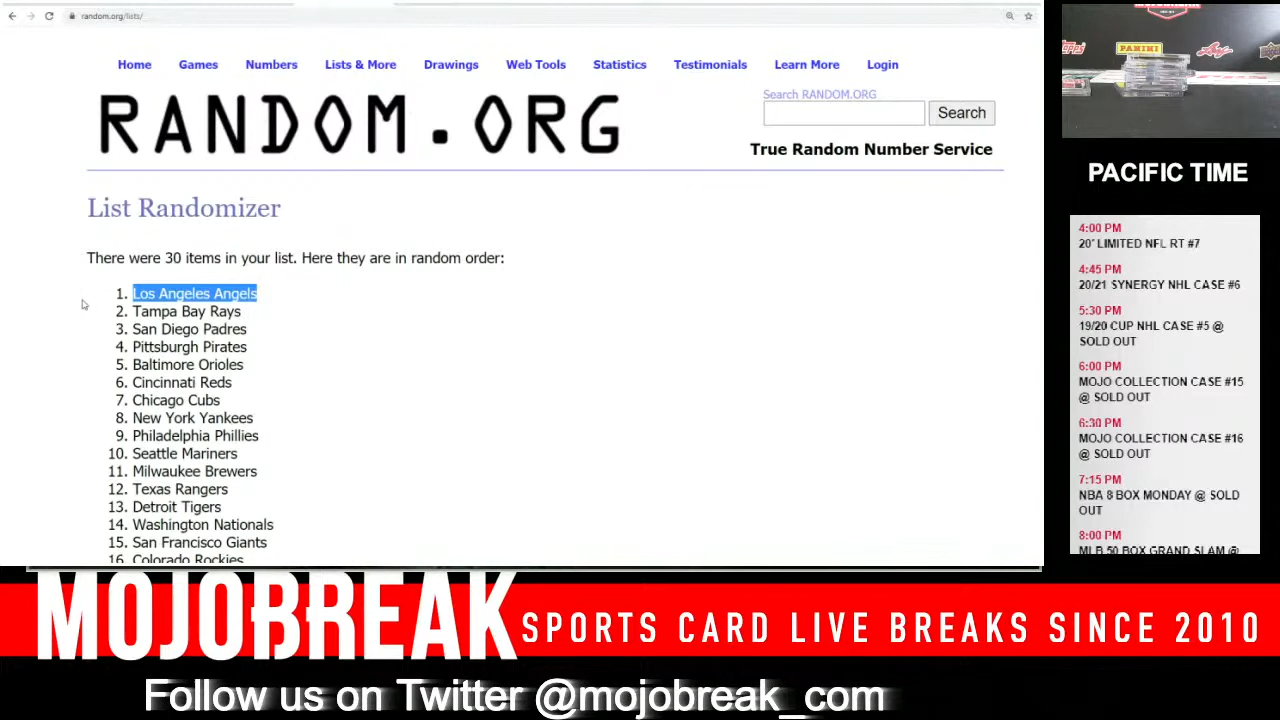 random.org/lists/
Home Games Numbers Lists & More Drawings Web Tools Statistics Testimonials Learn More Login
RANDOM.ORG
Search RANDOM.ORG
Search
True Random Number Service
List Randomizer
There were 30 items in your list. Here they are in random order:
1. Los Angeles Angels
2. Tampa Bay Rays
3. San Diego Padres
4. Pittsburgh Pirates
5. Baltimore Orioles
6. Cincinnati Reds
7. Chicago Cubs
8. New York Yankees
9. Philadelphia Phillies
10. Seattle Mariners
11. Milwaukee Brewers
12. Texas Rangers
13. Detroit Tigers
14. Washington Nationals
15. San Francisco Giants
16. Colorado Rockies
PANINI
PACIFIC TIME
4:00 PM
20' LIMITED NFL RT #7
4:45 PM
20/21 SYNERGY NHL CASE #6
5:30 PM
19/20 CUP NHL CASE #5 @
SOLD OUT
6:00 PM
MOJO COLLECTION CASE #15
@ SOLD OUT
6:30 PM
MOJO COLLECTION CASE #16
@ SOLD OUT
7:15 PM
NBA 8 BOX MONDAY @ SOLD
OUT
8:00 PM
MLB 50 BOX GRAND SLAM @
MOJOBREAK
SPORTS CARD LIVE BREAKS SINCE 2010
Follow us on Twitter @mojobreak_com